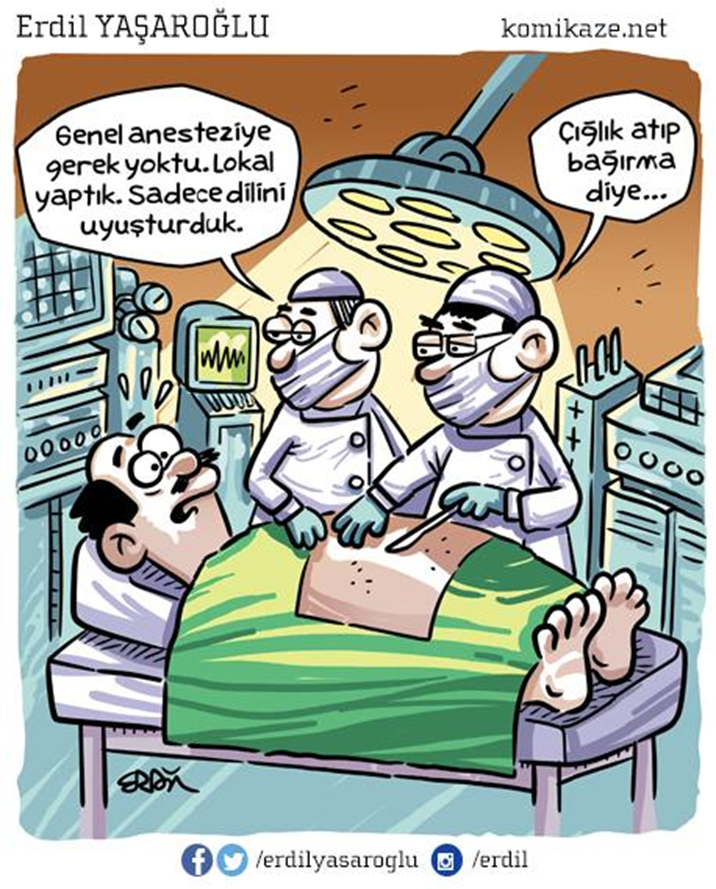 Erdil YAŞAROĞLU
komikaze.net
Genel anesteziye
gerek yoktu. Lokal
yaptık. Sadece dilini
uyuşturduk.
Çığlık atıp
bağırma
diye...
ERDİL
/erdilyasaroglu /erdil